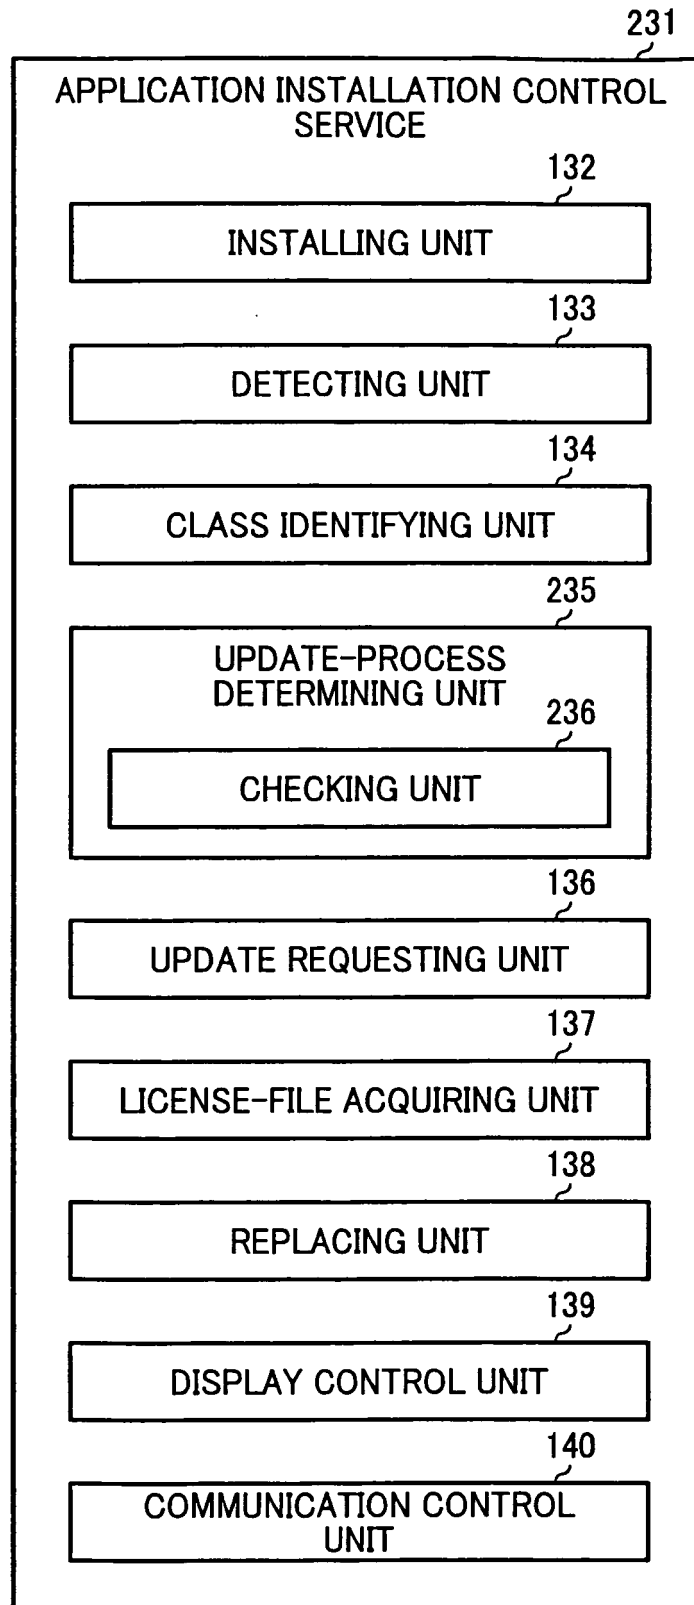 231
APPLICATION INSTALLATION CONTROL
SERVICE
132
INSTALLING UNIT
133
DETECTING UNIT
134
CLASS IDENTIFYING UNIT
235
UPDATE-PROCESS
DETERMINING UNIT
236
CHECKING UNIT
136
UPDATE REQUESTING UNIT
137
LICENSE-FILE ACQUIRING UNIT
138
REPLACING UNIT
139
DISPLAY CONTROL UNIT
140
COMMUNICATION CONTROL
UNIT